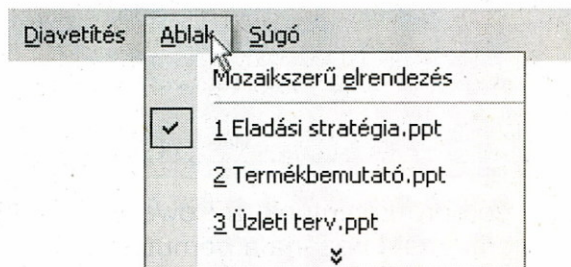 Diavetítés Ablak Súgó
Mozaikszerű elrendezés
1 Eladási stratégia.ppt
2 Termékbemutató.ppt
3 Üzleti terv.ppt